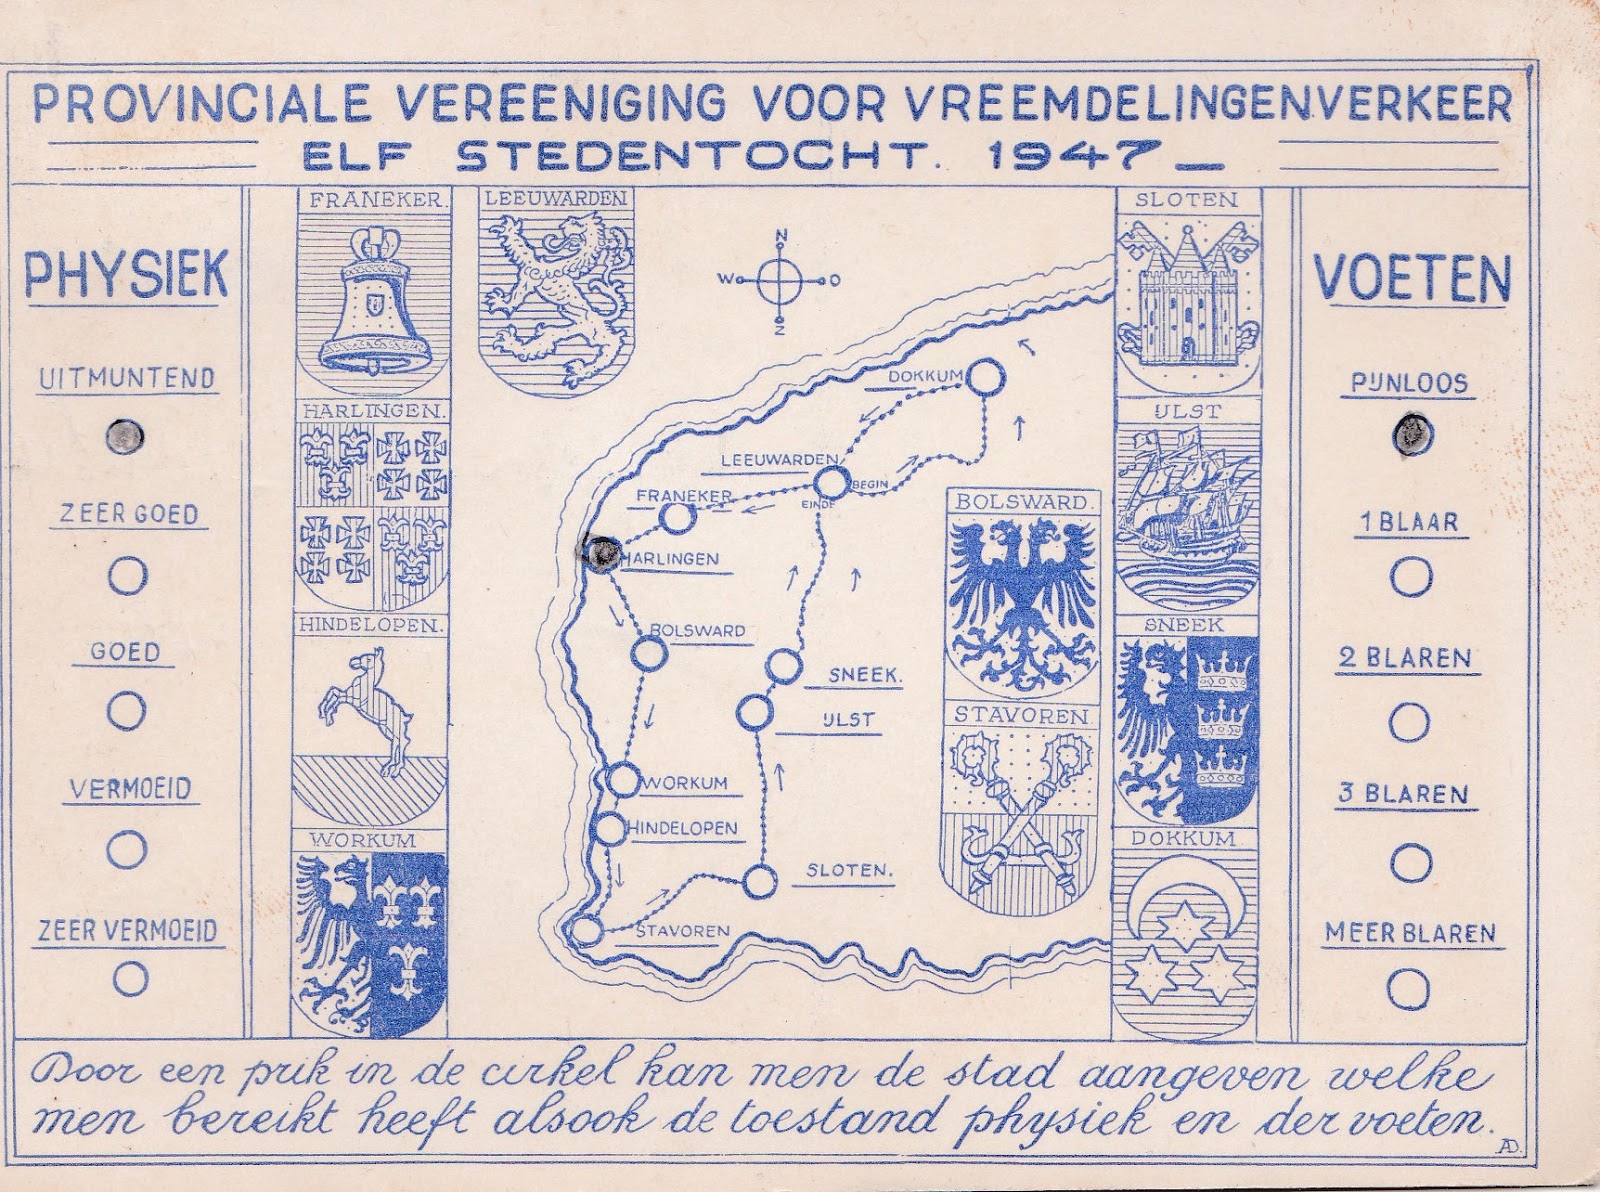 PROVINCIALE VEREENIGING VOOR VREEMDELINGENVERKEER
ELF STEDENTOCHT. 1947_
PHYSIEK
UITMUNTEND
ZEER GOED
GOED
VERMOEID
ZEER VERMOEID
FRANEKER.
HARLINGEN.
HINDELOPEN.
WORKUM
LEEUWARDEN
N
W O
Z
DOKKUM
LEEUWARDEN
BEGIN
EINDE
FRANEKER
HARLINGEN
BOLSWARD
SNEEK.
IJLST
WORKUM
HINDELOPEN
SLOTEN.
STAVOREN
BOLSWARD.
STAVOREN.
SLOTEN
IJLST
SNEEK
DOKKUM
VOETEN
PIJNLOOS
1 BLAAR
2 BLAREN
3 BLAREN
MEER BLAREN
Door een prik in de cirkel kan men de stad aangeven welke
men bereikt heeft alsook de toestand physiek en der voeten.
AD.